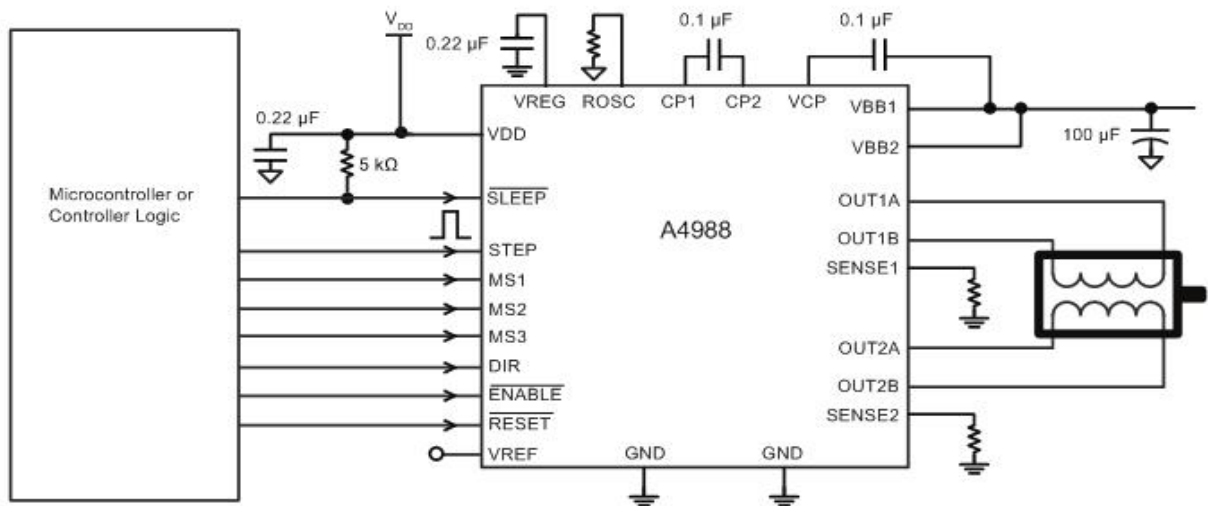 V_DD
0.22 µF
0.1 µF
0.1 µF
0.22 µF
VREG
ROSC
CP1
CP2
VCP
VBB1
VDD
VBB2
100 µF
5 kΩ
Microcontroller or
Controller Logic
SLEEP
A4988
OUT1A
OUT1B
STEP
SENSE1
MS1
MS2
MS3
OUT2A
DIR
OUT2B
ENABLE
SENSE2
RESET
VREF
GND
GND